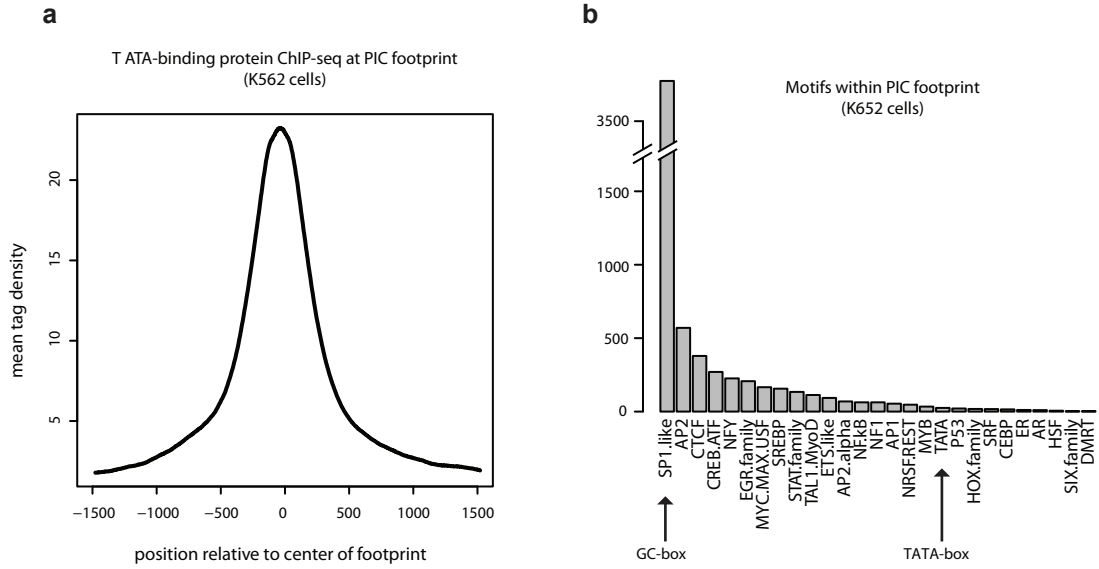 a
T ATA-binding protein ChIP-seq at PIC footprint
(K562 cells)
mean tag density
20
15
10
5
−1500
−1000
−500
0
500
1000
1500
position relative to center of footprint
b
Motifs within PIC footprint
(K652 cells)
3500
1500
1000
500
0
SP1.like
AP2
CTCF
CREB.ATF
NFY
EGR.family
MYC.MAX.USF
SREBP
STAT.family
TAL1.MyoD
ETS.like
AP2.alpha
NFkB
NF1
AP1
NRSF.REST
MYB
TATA
P53
HOX.family
SRF
CEBP
ER
AR
HSF
SIX.family
DMRT
GC-box
TATA-box